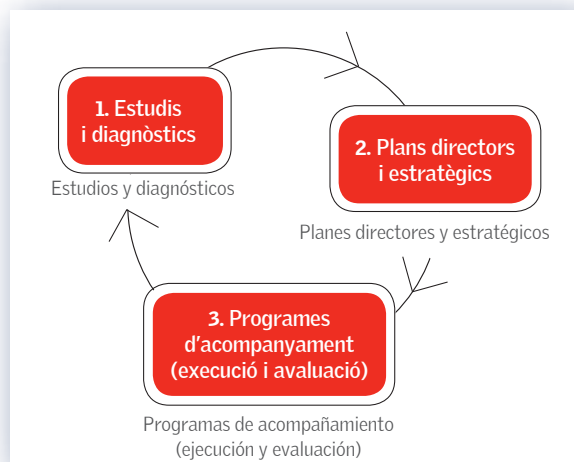 1. Estudis
i diagnòstics
Estudios y diagnósticos
2. Plans directors
i estratègics
Planes directores y estratégicos
3. Programes
d'acompanyament
(execució i avaluació)
Programas de acompañamiento
(ejecución y evaluación)